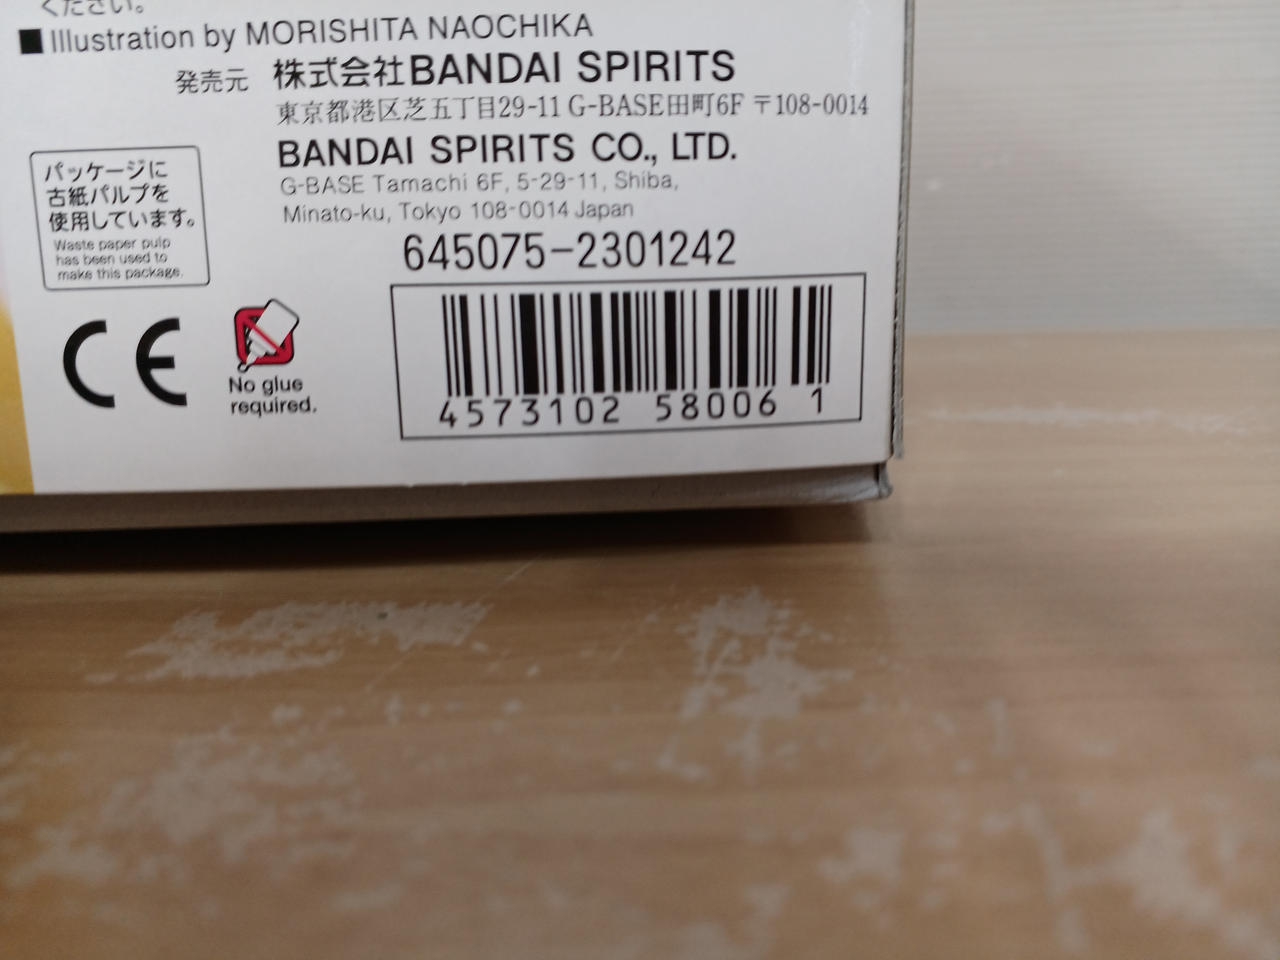 ください。
■Illustration by MORISHITA NAOCHIKA
発売元 株式会社BANDAI SPIRITS
東京都港区芝五丁目29-11 G-BASE田町6F 〒108-0014
BANDAI SPIRITS CO., LTD.
G-BASE Tamachi 6F, 5-29-11, Shiba,
Minato-ku, Tokyo 108-0014 Japan
645075-2301242
パッケージに
古紙パルプを
使用しています。
Waste paper pulp
has been used to
make this package.
CE
No glue
required.
4573102 58006 1